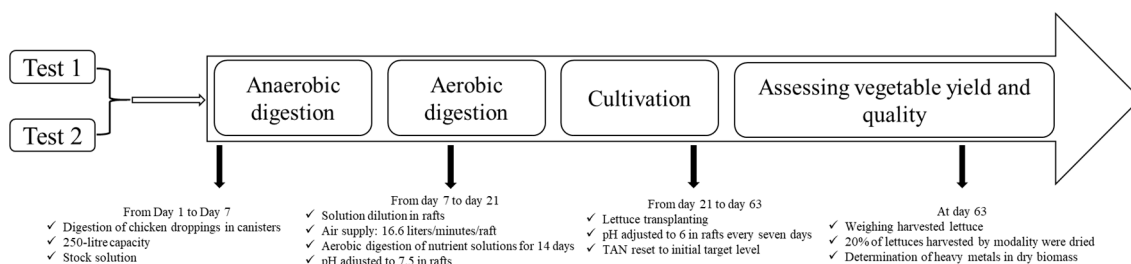 Test 1
Test 2
Anaerobic
digestion
Aerobic
digestion
Cultivation
Assessing vegetable yield and
quality
From Day 1 to Day 7
✓ Digestion of chicken droppings in canisters
✓ 250-litre capacity
✓ Stock solution
From day 7 to day 21
✓ Solution dilution in rafts
✓ Air supply: 16.6 liters/minutes/raft
✓ Aerobic digestion of nutrient solutions for 14 days
✓ pH adjusted to 7.5 in rafts
From day 21 to day 63
✓ Lettuce transplanting
✓ pH adjusted to 6 in rafts every seven days
✓ TAN reset to initial target level
At day 63
✓ Weighing harvested lettuce
✓ 20% of lettuces harvested by modality were dried
✓ Determination of heavy metals in dry biomass